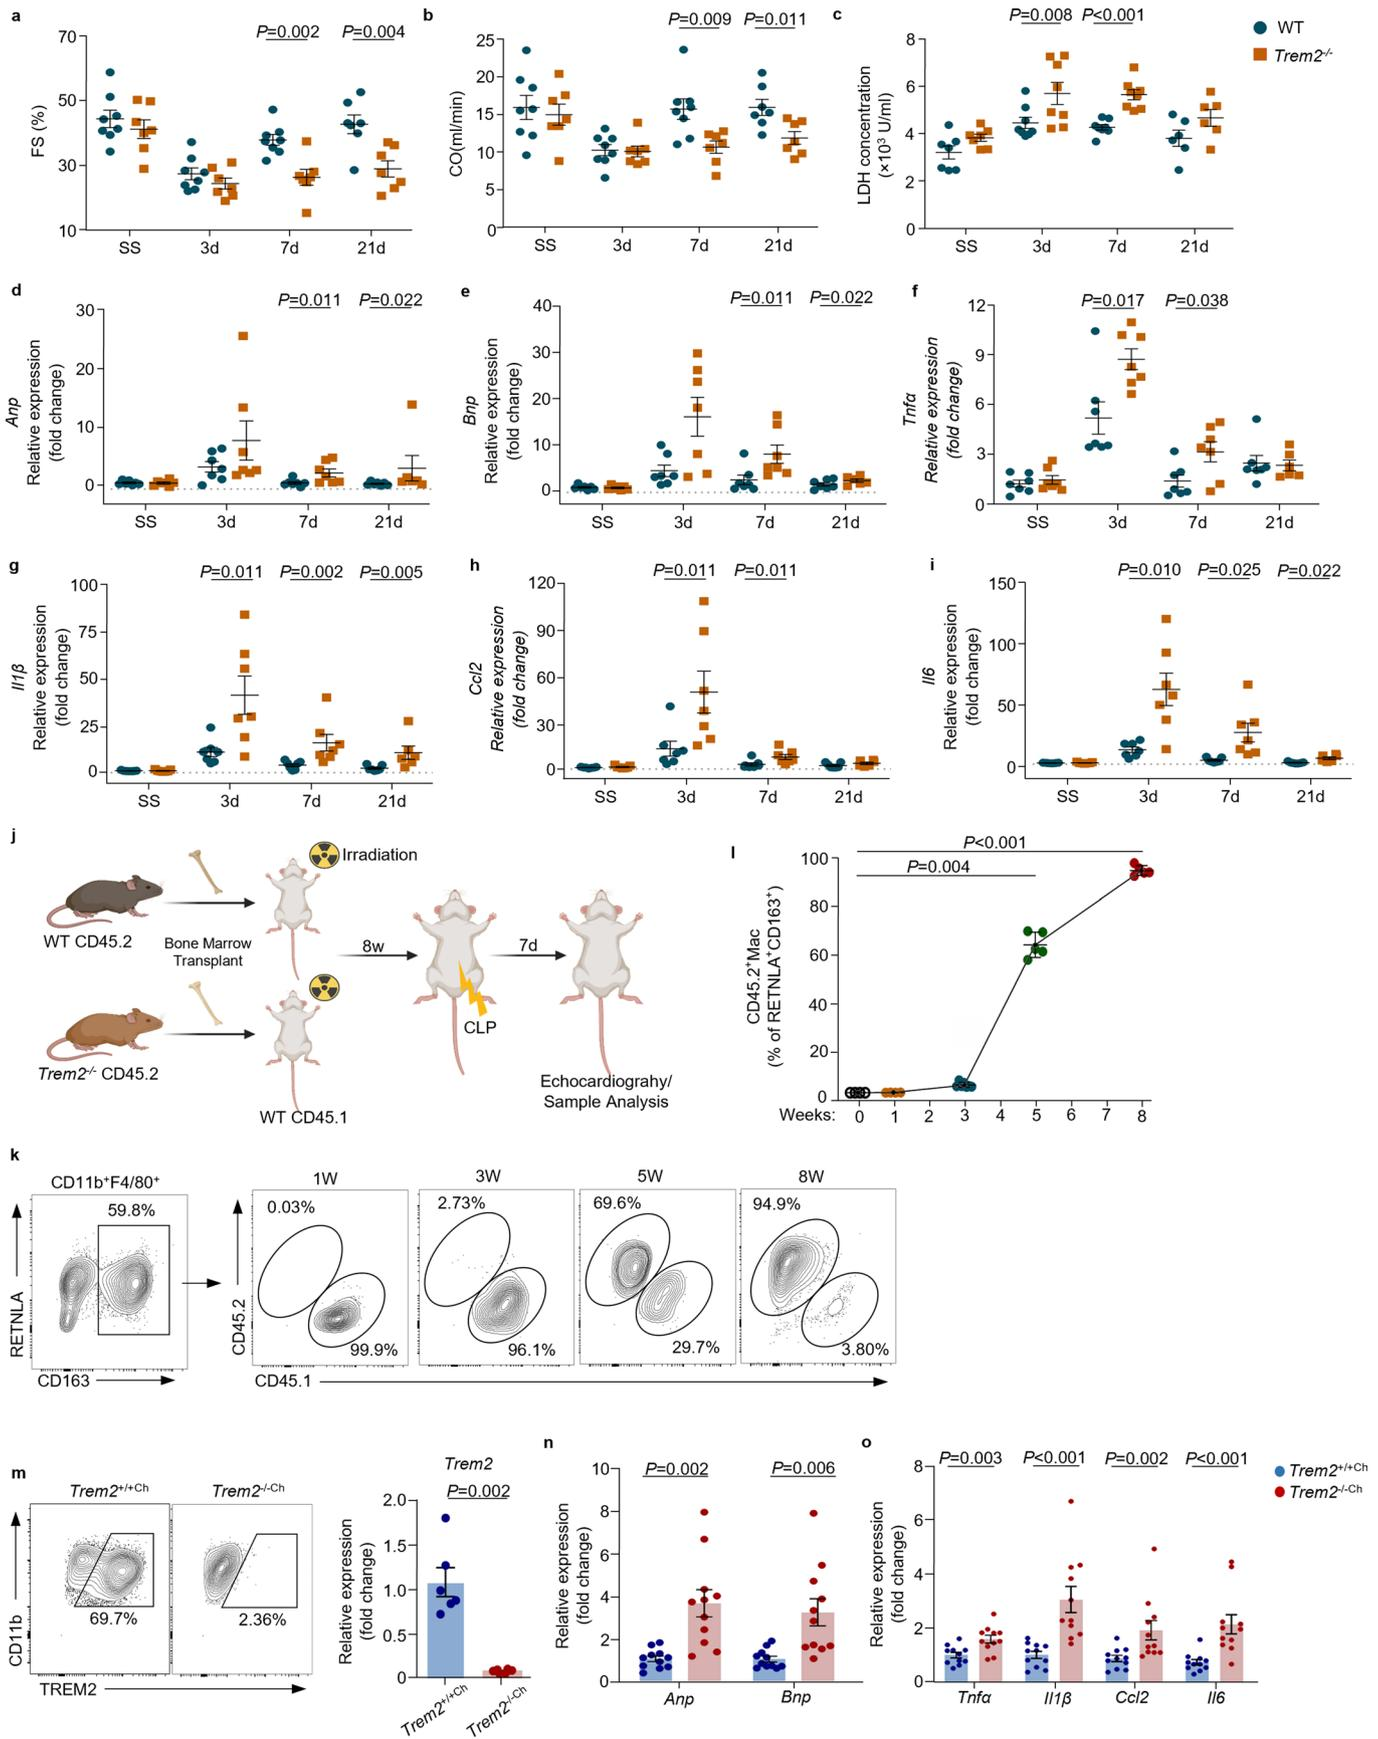 a
P=0.002
P=0.004
FS (%)
70
50
30
10
SS
3d
7d
21d
b
P=0.009
P=0.011
CO(ml/min)
25
20
15
10
5
0
SS
3d
7d
21d
c
P=0.008
P<0.001
LDH concentration
(×10³ U/ml)
8
6
4
2
0
SS
3d
7d
21d
WT
Trem2-/-
d
P=0.011
P=0.022
Anp
Relative expression
(fold change)
30
20
10
0
SS
3d
7d
21d
e
P=0.011
P=0.022
Bnp
Relative expression
(fold change)
40
30
20
10
0
SS
3d
7d
21d
f
P=0.017
P=0.038
Tnfα
Relative expression
(fold change)
12
9
6
3
0
SS
3d
7d
21d
g
P=0.011
P=0.002
P=0.005
Il1β
Relative expression
(fold change)
100
75
50
25
0
SS
3d
7d
21d
h
P=0.011
P=0.011
Ccl2
Relative expression
(fold change)
120
90
60
30
0
SS
3d
7d
21d
i
P=0.010
P=0.025
P=0.022
Il6
Relative expression
(fold change)
150
100
50
0
SS
3d
7d
21d
j
Irradiation
WT CD45.2
Bone Marrow
Transplant
8w
7d
CLP
Trem2-/- CD45.2
WT CD45.1
Echocardiograhy/
Sample Analysis
l
P<0.001
P=0.004
CD45.2+Mac
(% of RETNLA+CD163+)
100
80
60
40
20
0
Weeks:
0 1 2 3 4 5 6 7 8
k
CD11b+F4/80+
59.8%
RETNLA
CD163
1W
3W
5W
8W
0.03%
2.73%
69.6%
94.9%
99.9%
96.1%
29.7%
3.80%
CD45.2
CD45.1
m
Trem2+/+Ch
Trem2-/-Ch
69.7%
2.36%
CD11b
TREM2
Trem2
P=0.002
Relative expression
(fold change)
2.0
1.5
1.0
0.5
0
Trem2+/+Ch
Trem2-/-Ch
n
P=0.002
P=0.006
Relative expression
(fold change)
10
8
6
4
2
0
Anp
Bnp
o
P=0.003
P<0.001
P=0.002
P<0.001
Relative expression
(fold change)
8
6
4
2
0
Tnfα
Il1β
Ccl2
Il6
Trem2+/+Ch
Trem2-/-Ch